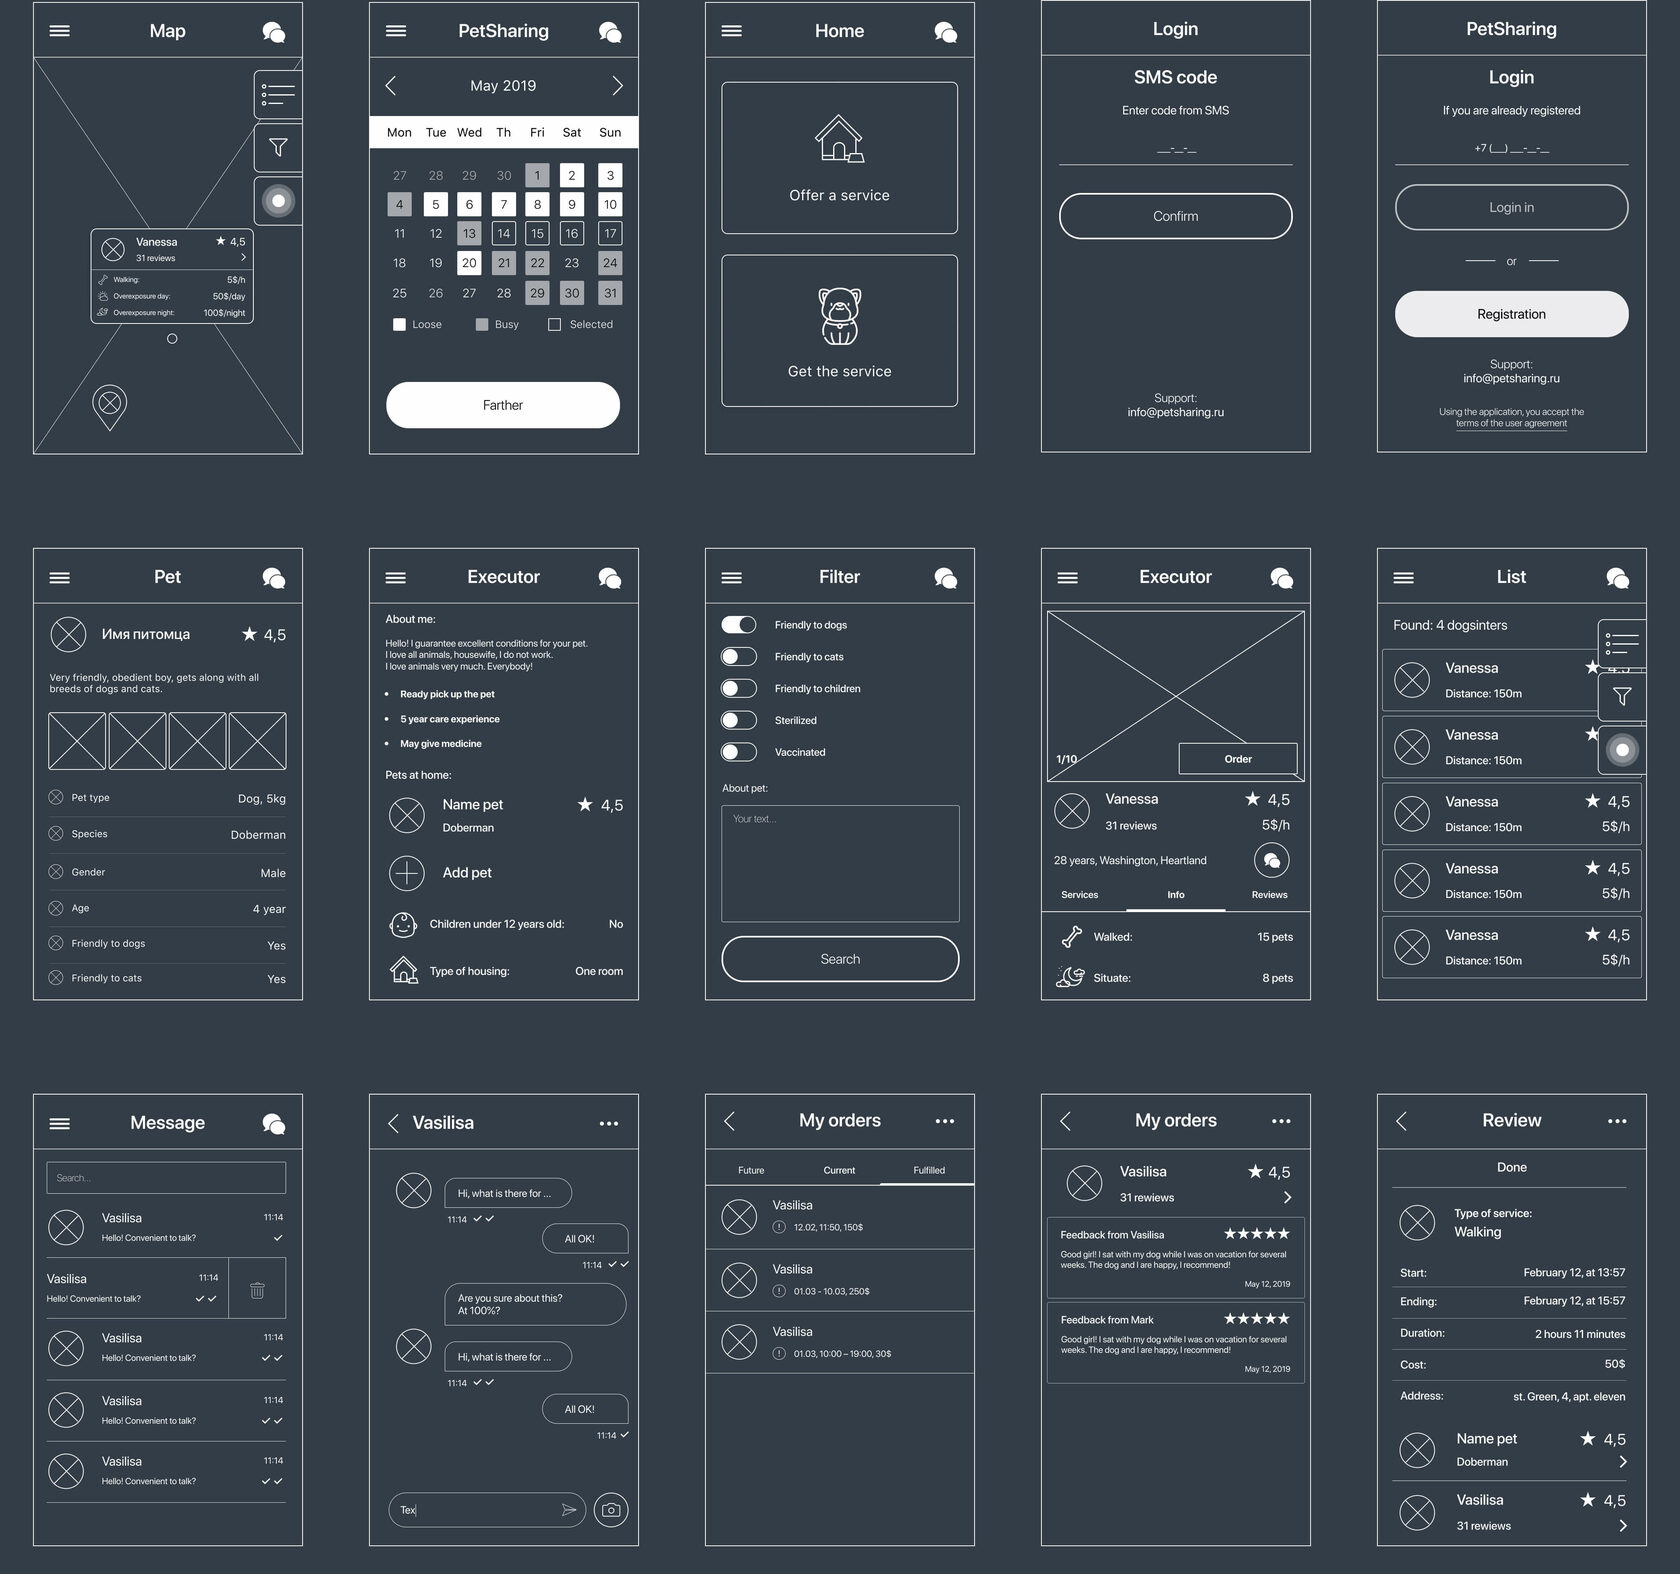 Map
Vanessa ★ 4,5
31 reviews
Walking: 5$/h
Overexposure day: 50$/day
Overexposure night: 100$/night
PetSharing
May 2019
Mon Tue Wed Th Fri Sat Sun
27 28 29 30 1 2 3
4 5 6 7 8 9 10
11 12 13 14 15 16 17
18 19 20 21 22 23 24
25 26 27 28 29 30 31
Loose Busy Selected
Farther
Home
Offer a service
Get the service
Login
SMS code
Enter code from SMS
__-_-_
Confirm
Support:
info@petsharing.ru
PetSharing
Login
If you are already registered
+7 (__) ___-_-_
Login in
or
Registration
Support:
info@petsharing.ru
Using the application, you accept the
terms of the user agreement
Pet
Имя питомца ★ 4,5
Very friendly, obedient boy, gets along with all
breeds of dogs and cats.
Pet type Dog, 5kg
Species Doberman
Gender Male
Age 4 year
Friendly to dogs Yes
Friendly to cats Yes
Executor
About me:
Hello! I guarantee excellent conditions for your pet.
I love all animals, housewife, I do not work.
I love animals very much. Everybody!
• Ready pick up the pet
• 5 year care experience
• May give medicine
Pets at home:
Name pet ★ 4,5
Doberman
Add pet
Children under 12 years old: No
Type of housing: One room
Filter
Friendly to dogs
Friendly to cats
Friendly to children
Sterilized
Vaccinated
About pet:
Your text...
Search
Executor
1/10 Order
Vanessa ★ 4,5
31 reviews 5$/h
28 years, Washington, Heartland
Services Info Reviews
Walked: 15 pets
Situate: 8 pets
List
Found: 4 dogsinters
Vanessa ★ 4,5
Distance: 150m
Vanessa ★
Distance: 150m
Vanessa ★ 4,5
Distance: 150m 5$/h
Vanessa ★ 4,5
Distance: 150m 5$/h
Vanessa ★ 4,5
Distance: 150m 5$/h
Message
Search...
Vasilisa 11:14
Hello! Convenient to talk?
Vasilisa 11:14
Hello! Convenient to talk?
Vasilisa 11:14
Hello! Convenient to talk?
Vasilisa 11:14
Hello! Convenient to talk?
Vasilisa 11:14
Hello! Convenient to talk?
Vasilisa
Hi, what is there for ...
11:14
All OK!
11:14
Are you sure about this?
At 100%?
Hi, what is there for ...
11:14
All OK!
11:14
Tex
My orders
Future Current Fulfilled
Vasilisa
12.02, 11:50, 150$
Vasilisa
01.03 - 10.03, 250$
Vasilisa
01.03, 10:00 – 19:00, 30$
My orders
Vasilisa ★ 4,5
31 rewiews
Feedback from Vasilisa ★★★★★
Good girl! I sat with my dog while I was on vacation for several
weeks. The dog and I are happy, I recommend!
May 12, 2019
Feedback from Mark ★★★★★
Good girl! I sat with my dog while I was on vacation for several
weeks. The dog and I are happy, I recommend!
May 12, 2019
Review
Done
Type of service:
Walking
Start: February 12, at 13:57
Ending: February 12, at 15:57
Duration: 2 hours 11 minutes
Cost: 50$
Address: st. Green, 4, apt. eleven
Name pet ★ 4,5
Doberman
Vasilisa ★ 4,5
31 rewiews